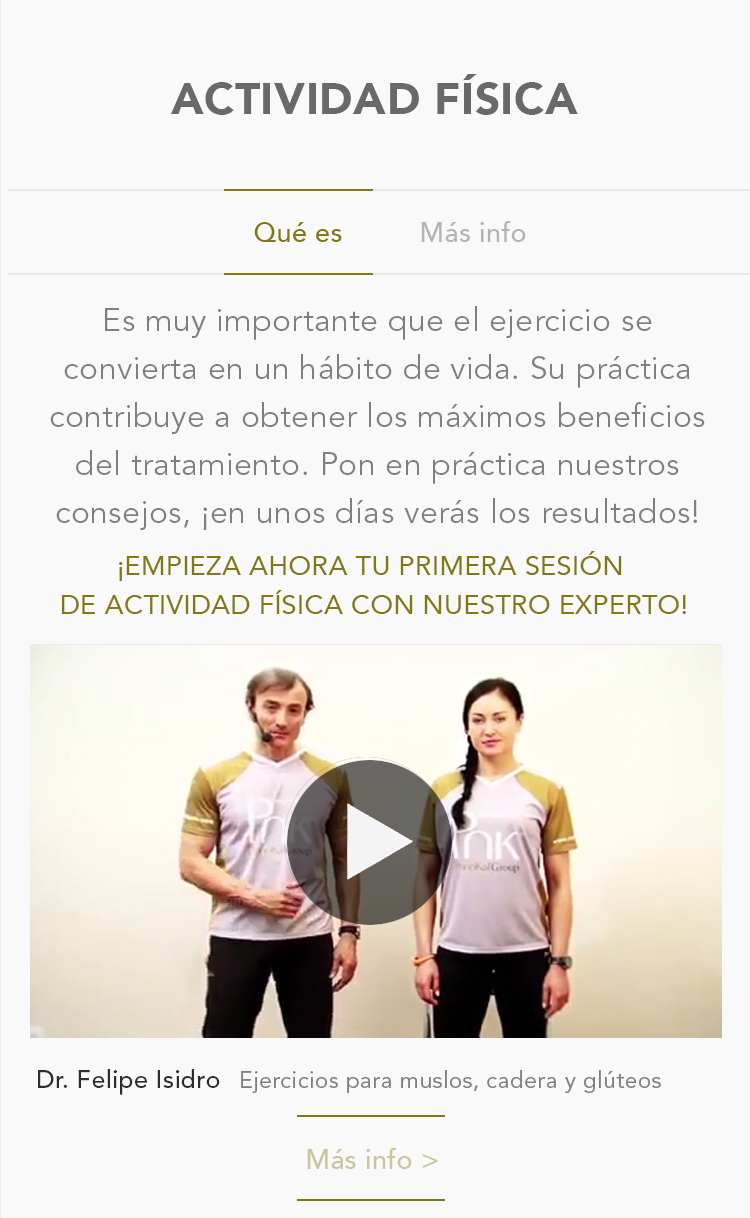 ACTIVIDAD FÍSICA
Qué es
Más info
Es muy importante que el ejercicio se
convierta en un hábito de vida. Su práctica
contribuye a obtener los máximos beneficios
del tratamiento. Pon en práctica nuestros
consejos, ¡en unos días verás los resultados!
¡EMPIEZA AHORA TU PRIMERA SESIÓN
DE ACTIVIDAD FÍSICA CON NUESTRO EXPERTO!
Dr. Felipe Isidro Ejercicios para muslos, cadera y glúteos
Más info >